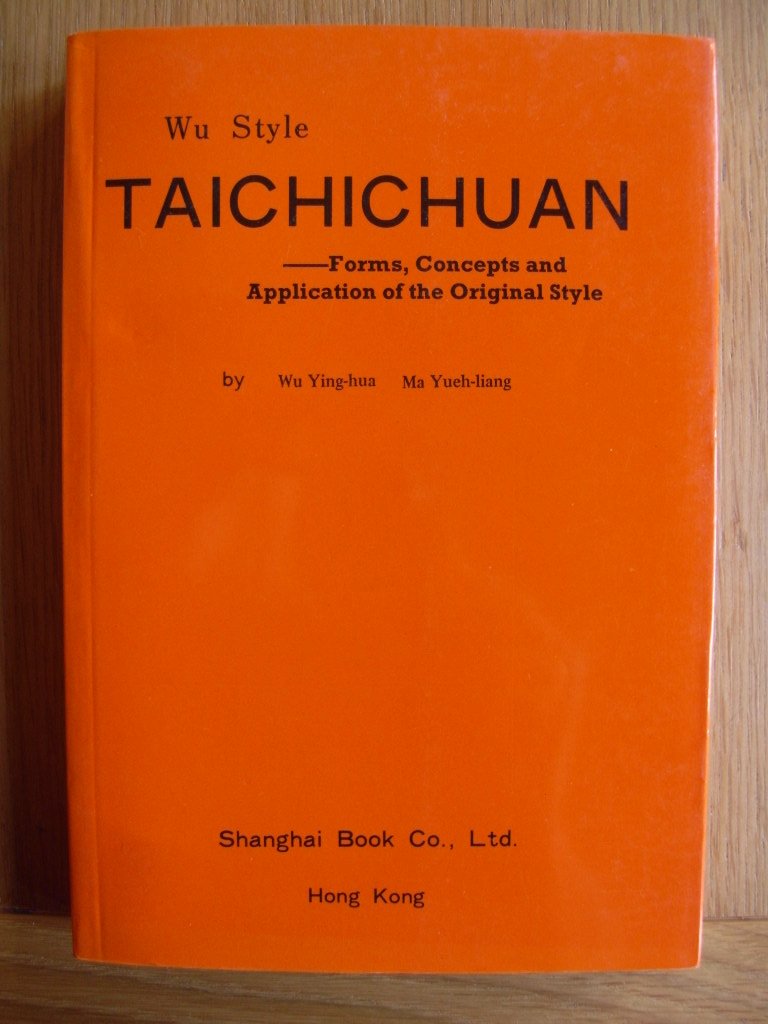 Wu Style
TAICHICHUAN
——Forms, Concepts and
Application of the Original Style
by Wu Ying-hua Ma Yueh-liang
Shanghai Book Co., Ltd.
Hong Kong